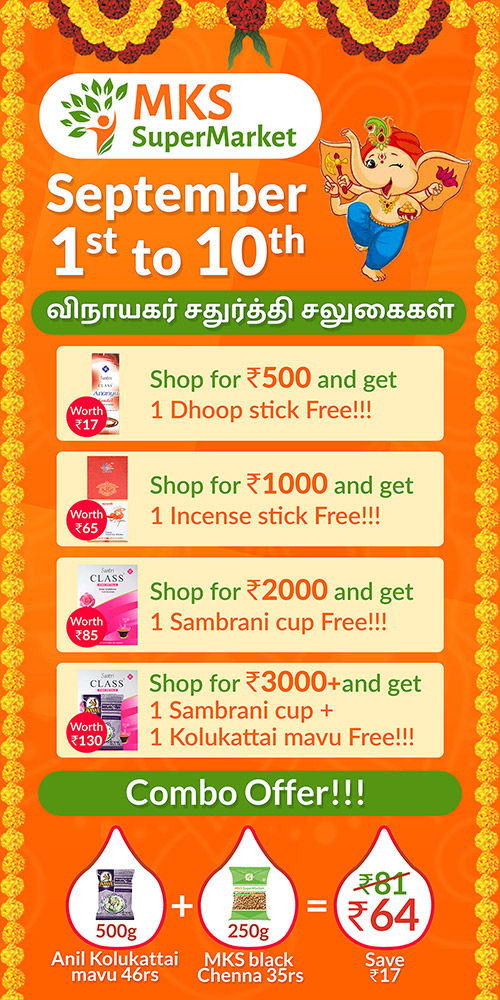 MKS
SuperMarket
September
1st to 10th
விநாயகர் சதுர்த்தி சலுகைகள்
Worth
₹17
Shop for ₹500 and get
1 Dhoop stick Free!!!
Worth
₹65
Shop for ₹1000 and get
1 Incense stick Free!!!
CLASS
Worth
₹85
Shop for ₹2000 and get
1 Sambrani cup Free!!!
CLASS
Worth
₹130
Shop for ₹3000+and get
1 Sambrani cup +
1 Kolukattai mavu Free!!!
Combo Offer!!!
500g
+
MKS SuperMarket
250g
=
₹81
₹64
Anil Kolukattai
mavu 46rs
MKS black
Chenna 35rs
Save
₹17